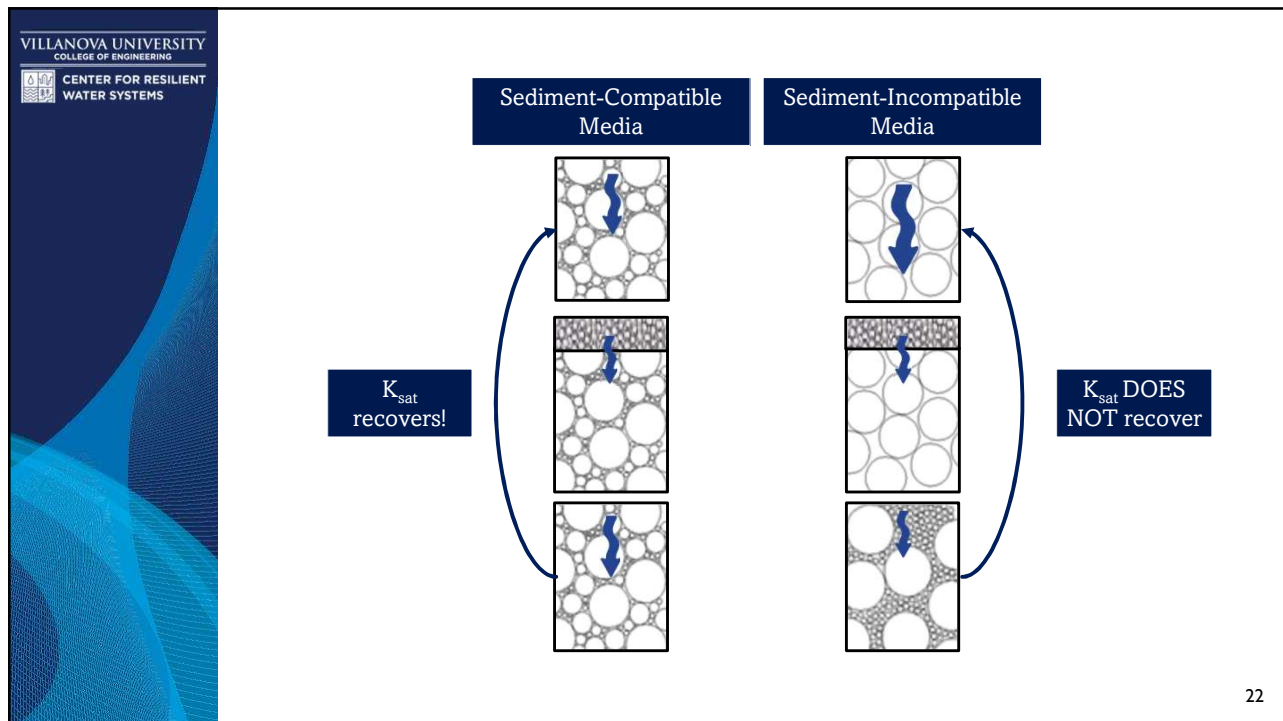 VILLANOVA UNIVERSITY
COLLEGE OF ENGINEERING
CENTER FOR RESILIENT
WATER SYSTEMS
Sediment-Compatible
Media
Sediment-Incompatible
Media
Ksat
recovers!
Ksat DOES
NOT recover
22